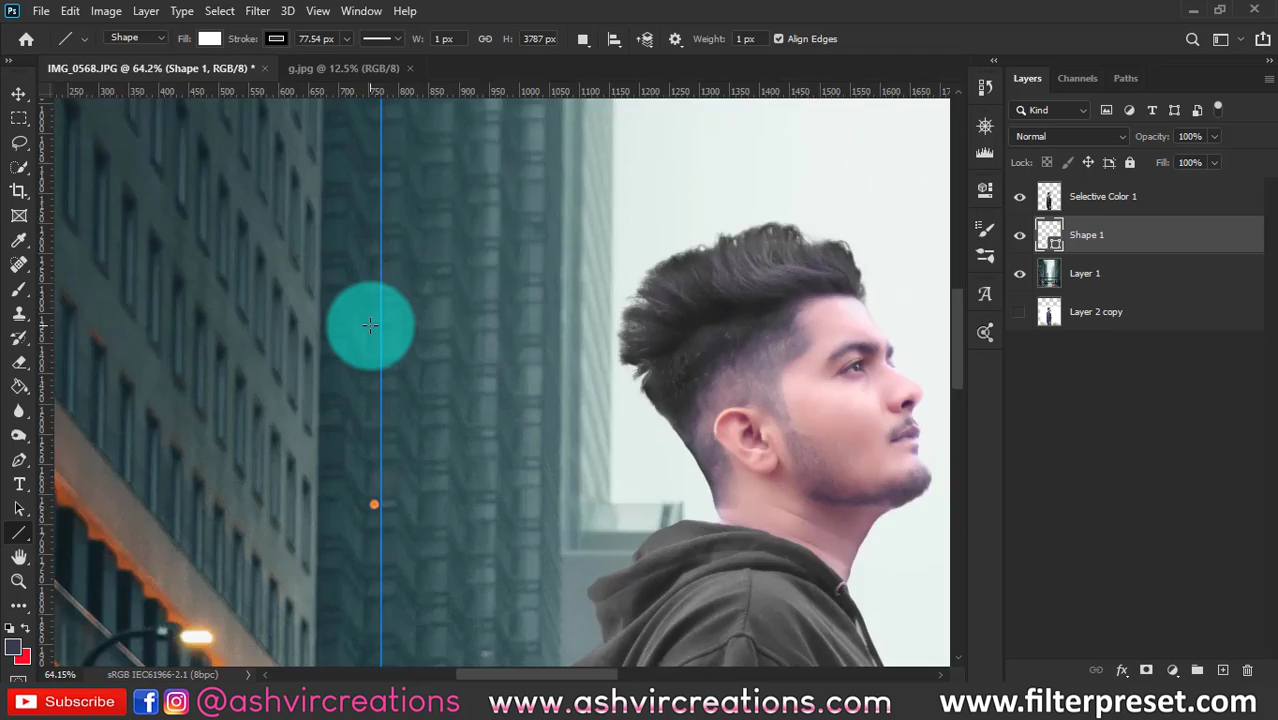 Ps File Edit Image Layer Type Select Filter 3D View Window Help
Shape Fill: Stroke: 77.54 px W: 1 px H: 3787 px Weight: 1 px Align Edges
IMG_0568.JPG @ 64.2% (Shape 1, RGB/8) * × g.jpg @ 12.5% (RGB/8) ×
250 300 350 400 450 500 550 600 650 700 750 800 850 900 950 1000 1050 1100 1150 1200 1250 1300 1350 1400 1450 1500 1550 1600 1650
Layers Channels Paths
Kind
Normal Opacity: 100%
Lock: Fill: 100%
Selective Color 1
Shape 1
Layer 1
Layer 2 copy
64.15% sRGB IEC61966-2.1 (8bpc)
Subscribe @ashvircreations www.ashvircreations.com www.filterpreset.com